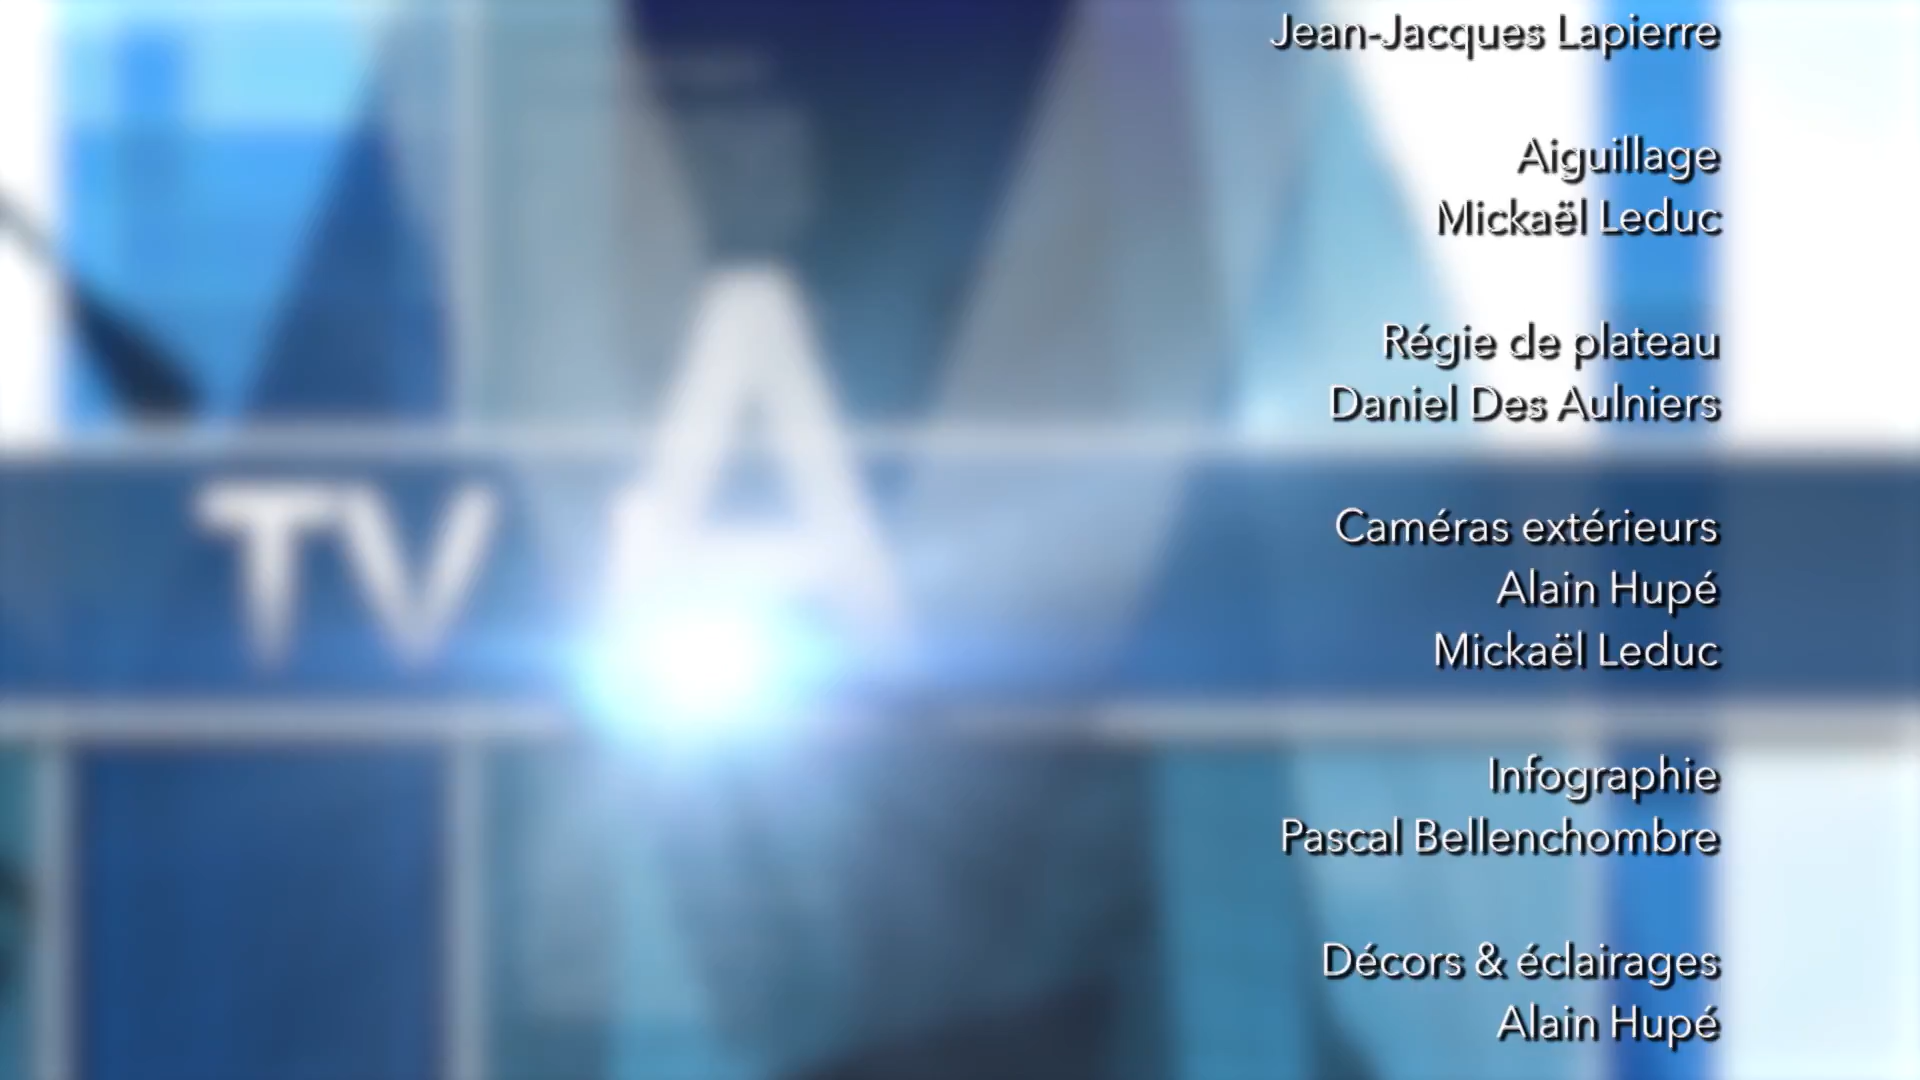 Jean-Jacques Lapierre
Aiguillage
Mickaël Leduc
Régie de plateau
Daniel Des Aulniers
Caméras extérieurs
Alain Hupé
Mickaël Leduc
Infographie
Pascal Bellenchombre
Décors & éclairages
Alain Hupé
TVA